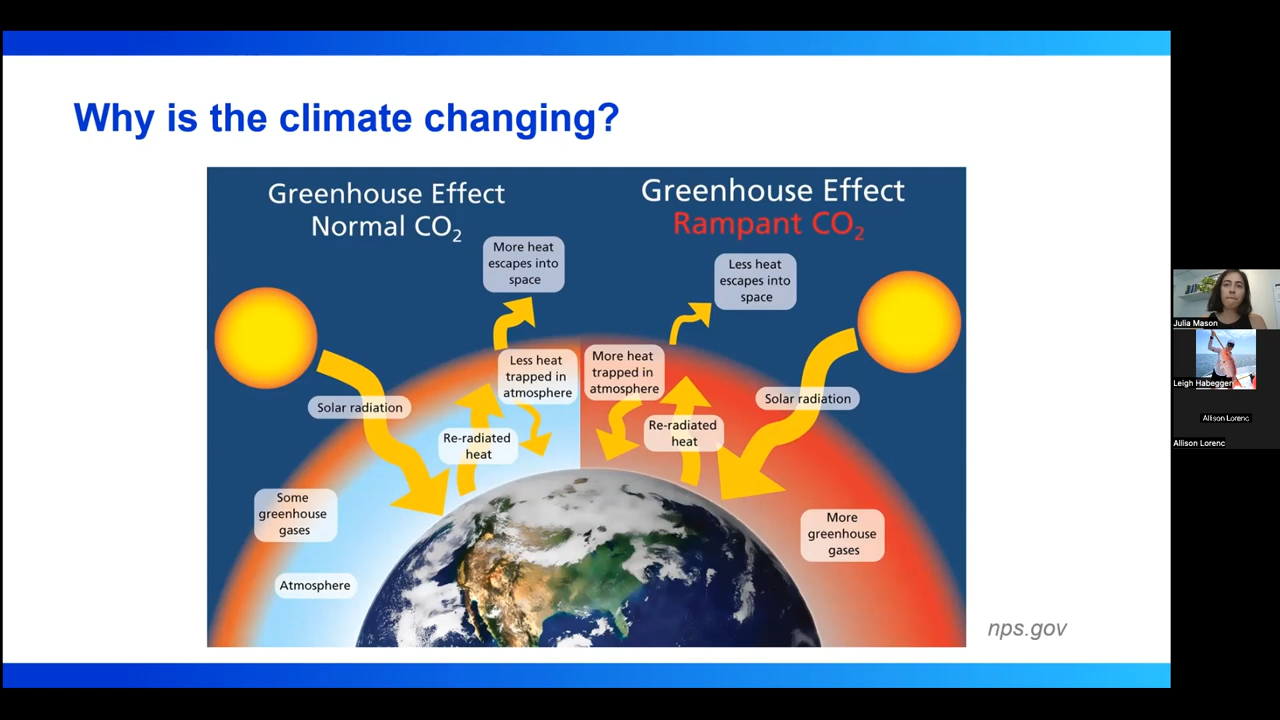 Why is the climate changing?
Greenhouse Effect
Normal CO₂
Greenhouse Effect
Rampant CO₂
More heat
escapes into
space
Less heat
escapes into
space
Less heat
trapped in
atmosphere
More heat
trapped in
atmosphere
Solar radiation
Solar radiation
Re-radiated
heat
Re-radiated
heat
Some
greenhouse
gases
More
greenhouse
gases
Atmosphere
nps.gov
Julia Mason
Leigh Habegger
Allison Lorenc
Allison Lorenc